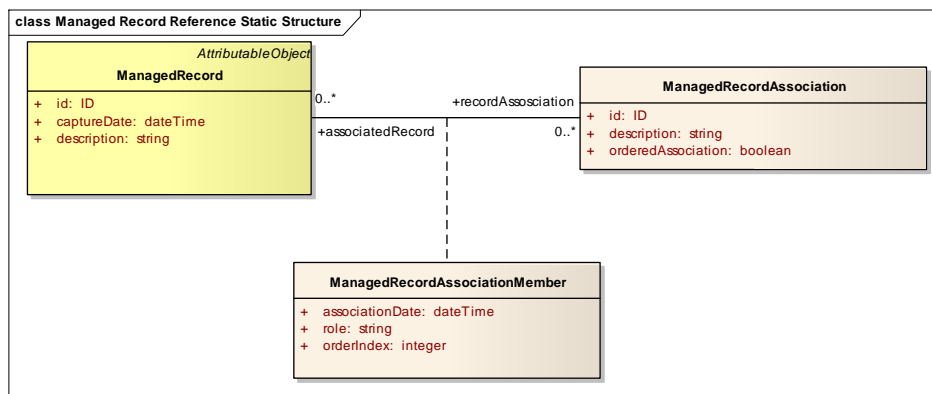 class Managed Record Reference Static Structure
AttributableObject
ManagedRecord
+ id: ID
+ captureDate: dateTime
+ description: string
0..*
+associatedRecord
+recordAssosciation
0..*
ManagedRecordAssociation
+ id: ID
+ description: string
+ orderedAssociation: boolean
ManagedRecordAssociationMember
+ associationDate: dateTime
+ role: string
+ orderIndex: integer